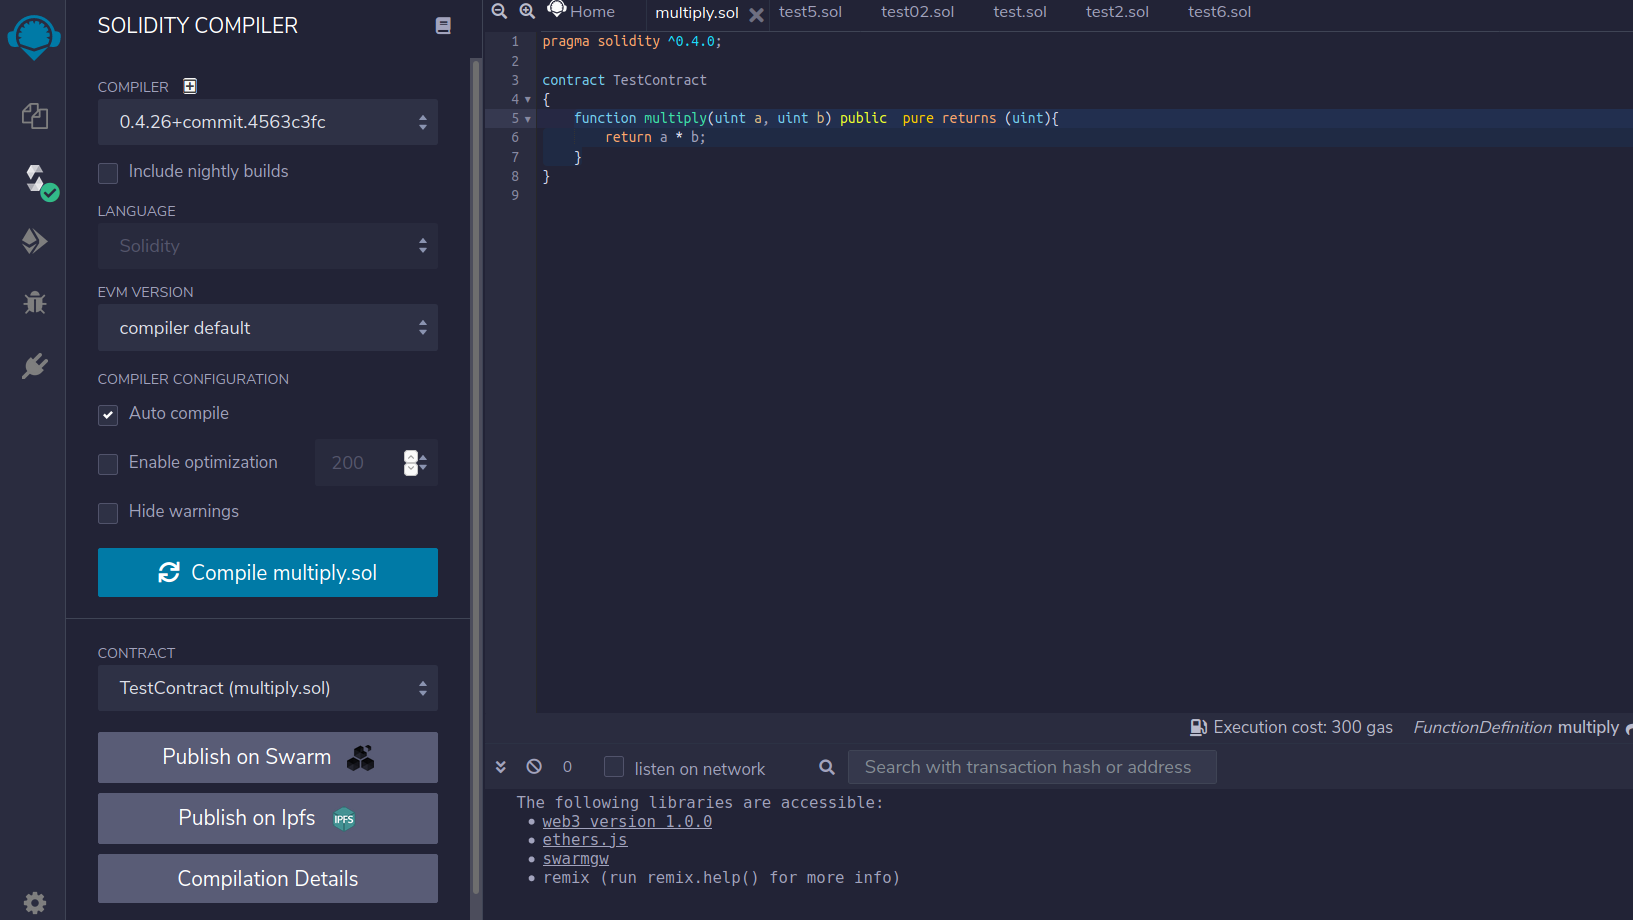 SOLIDITY COMPILER
COMPILER
0.4.26+commit.4563c3fc
Include nightly builds
LANGUAGE
Solidity
EVM VERSION
compiler default
COMPILER CONFIGURATION
Auto compile
Enable optimization 200
Hide warnings
Compile multiply.sol
CONTRACT
TestContract (multiply.sol)
Publish on Swarm
Publish on Ipfs IPFS
Compilation Details
Home multiply.sol test5.sol test02.sol test.sol test2.sol test6.sol
1 pragma solidity ^0.4.0;
2
3 contract TestContract
4 {
5 function multiply(uint a, uint b) public  pure returns (uint){
6 return a * b;
7 }
8 }
9
Execution cost: 300 gas FunctionDefinition multiply
0 listen on network Search with transaction hash or address
The following libraries are accessible:
• web3 version 1.0.0
• ethers.js
• swarmgw
• remix (run remix.help() for more info)